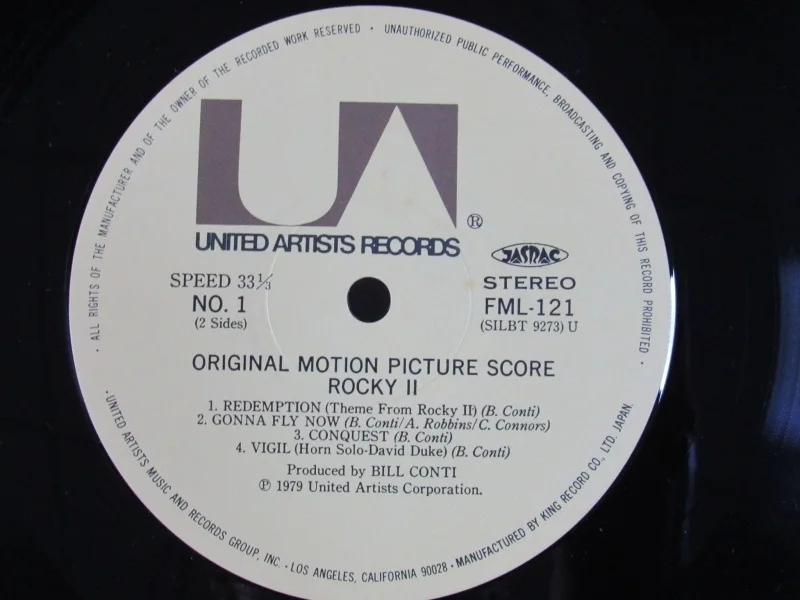 · ALL RIGHTS OF THE MANUFACTURER AND OF THE OWNER OF THE RECORDED WORK RESERVED · UNAUTHORIZED PUBLIC PERFORMANCE, BROADCASTING AND COPYING OF THIS RECORD PROHIBITED ·
UA
®
UNITED ARTISTS RECORDS
JASRAC
SPEED 33⅓
STEREO
NO. 1
FML-121
(2 Sides)
(SILBT 9273) U
ORIGINAL MOTION PICTURE SCORE
ROCKY II
1. REDEMPTION (Theme From Rocky II) (B. Conti)
2. GONNA FLY NOW (B. Conti/A. Robbins/C. Connors)
3. CONQUEST (B. Conti)
4. VIGIL (Horn Solo-David Duke) (B. Conti)
Produced by BILL CONTI
℗ 1979 United Artists Corporation.
· UNITED ARTISTS MUSIC AND RECORDS GROUP, INC. · LOS ANGELES, CALIFORNIA 90028 · MANUFACTURED BY KING RECORD CO., LTD. JAPAN.